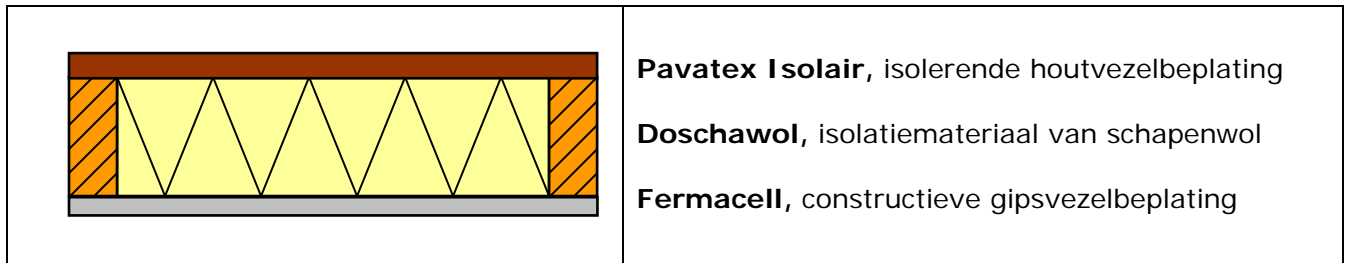 Pavatex Isolair, isolerende houtvezelbeplating
Doschawol, isolatiemateriaal van schapenwol
Fermacell, constructieve gipsvezelbeplating